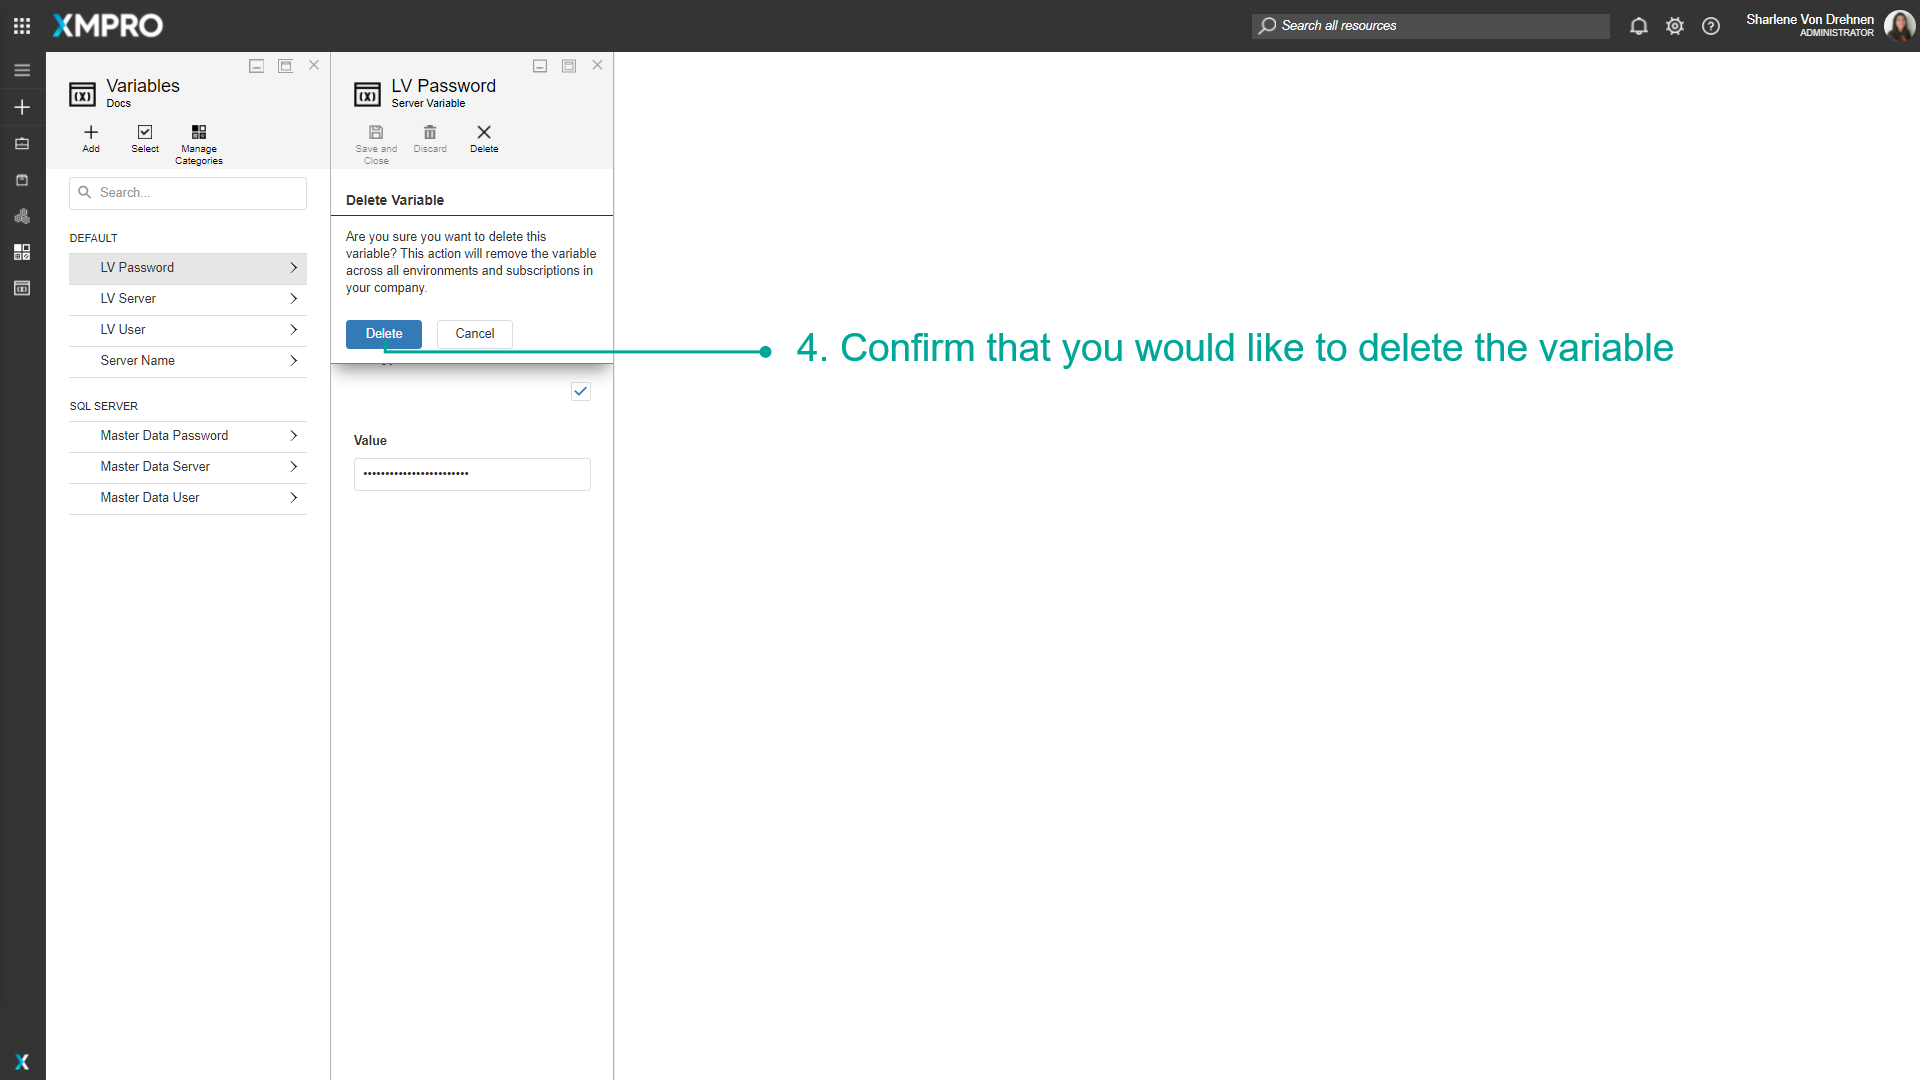 XMPRO
Search all resources
Sharlene Von Drehnen
ADMINISTRATOR
Variables
Docs
Add
Select
Manage
Categories
Search...
DEFAULT
LV Password
LV Server
LV User
Server Name
SQL SERVER
Master Data Password
Master Data Server
Master Data User
LV Password
Server Variable
Save and
Close
Discard
Delete
Delete Variable
Are you sure you want to delete this
variable? This action will remove the variable
across all environments and subscriptions in
your company.
Delete
Cancel
Value
••••••••••••••••••••••••
4. Confirm that you would like to delete the variable